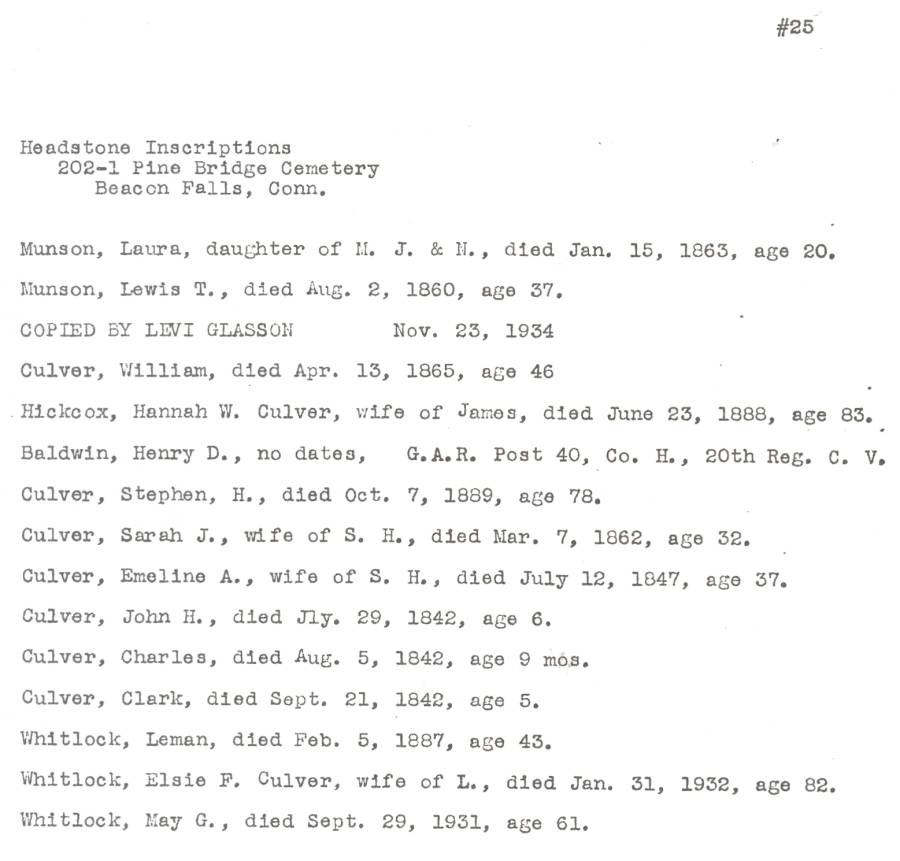 #25
Headstone Inscriptions
202-1 Pine Bridge Cemetery
Beacon Falls, Conn.
Munson, Laura, daughter of M. J. & N., died Jan. 15, 1863, age 20.
Munson, Lewis T., died Aug. 2, 1860, age 37.
COPIED BY LEVI GLASSON Nov. 23, 1934
Culver, William, died Apr. 13, 1865, age 46
Hickcox, Hannah W. Culver, wife of James, died June 23, 1888, age 83.
Baldwin, Henry D., no dates, G.A.R. Post 40, Co. H., 20th Reg. C. V.
Culver, Stephen, H., died Oct. 7, 1889, age 78.
Culver, Sarah J., wife of S. H., died Mar. 7, 1862, age 32.
Culver, Emeline A., wife of S. H., died July 12, 1847, age 37.
Culver, John H., died Jly. 29, 1842, age 6.
Culver, Charles, died Aug. 5, 1842, age 9 mos.
Culver, Clark, died Sept. 21, 1842, age 5.
Whitlock, Leman, died Feb. 5, 1887, age 43.
Whitlock, Elsie F. Culver, wife of L., died Jan. 31, 1932, age 82.
Whitlock, May G., died Sept. 29, 1931, age 61.